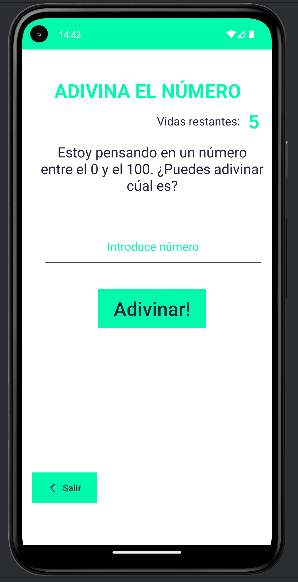 14:42
ADIVINA EL NÚMERO
Vidas restantes: 5
Estoy pensando en un número
entre el 0 y el 100. ¿Puedes adivinar
cúal es?
Introduce número
Adivinar!
Salir